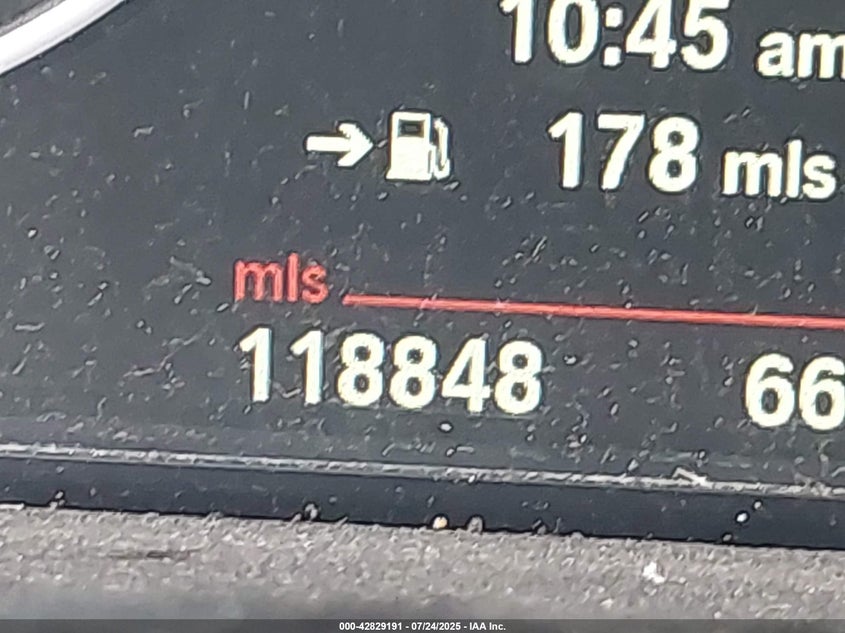 10:45 am
178 mls
mls
118848 66
000-42829191 - 07/24/2025 - IAA Inc.